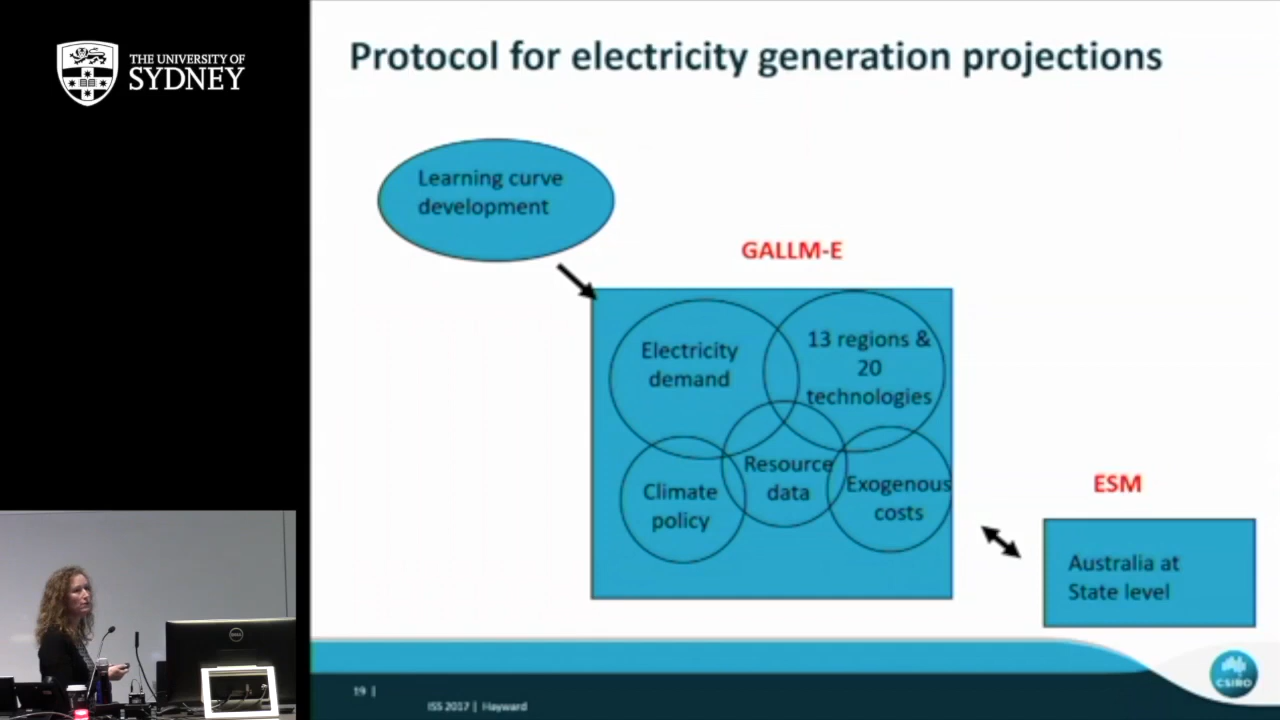 THE UNIVERSITY OF
SYDNEY
Protocol for electricity generation projections
Learning curve
development
GALLM-E
Electricity
demand
13 regions &
20
technologies
Resource
data
Climate
policy
Exogenous
costs
ESM
Australia at
State level
19 |
ISS 2017 | Hayward
CSIRO
DELL